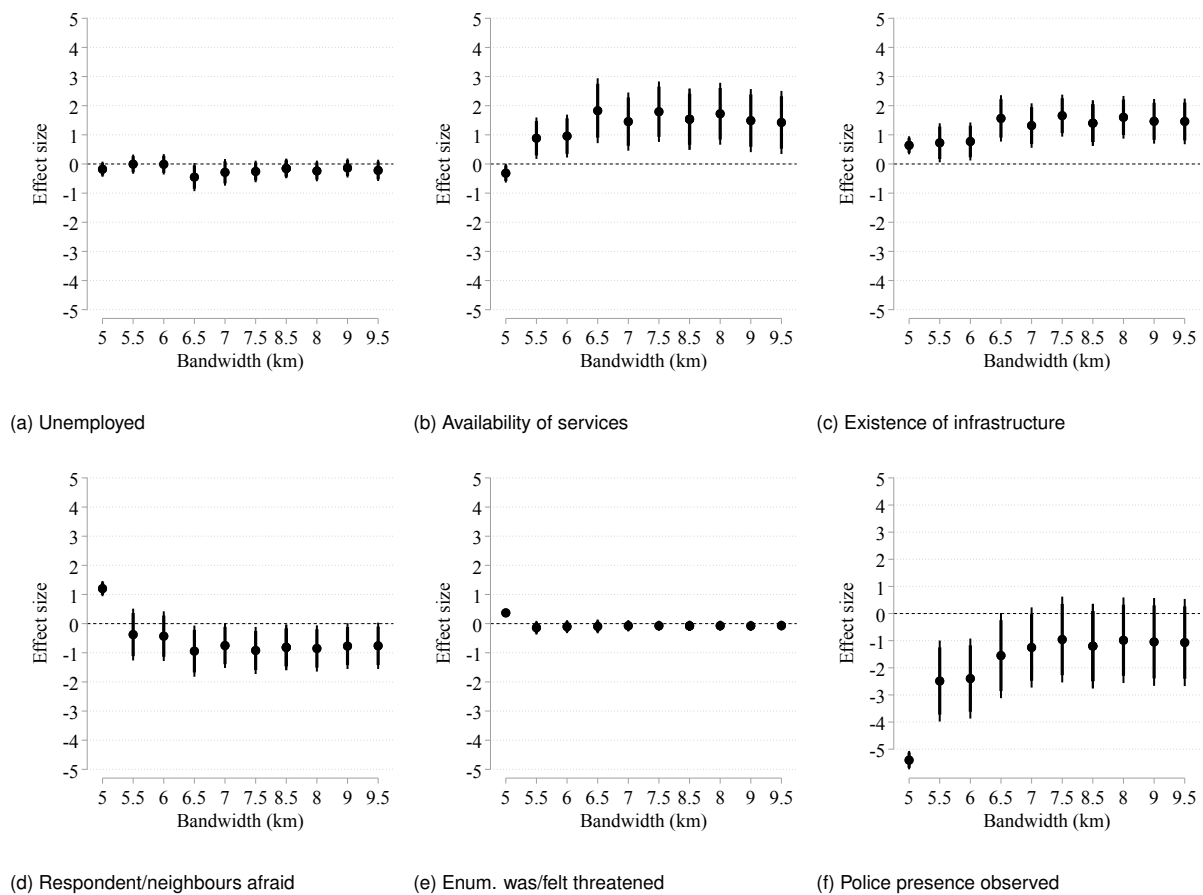 5
4
3
2
1
0
-1
-2
-3
-4
-5
Effect size
5 5.5 6 6.5 7 7.5 8.5 8 9 9.5
Bandwidth (km)
(a) Unemployed
5
4
3
2
1
0
-1
-2
-3
-4
-5
Effect size
5 5.5 6 6.5 7 7.5 8.5 8 9 9.5
Bandwidth (km)
(b) Availability of services
5
4
3
2
1
0
-1
-2
-3
-4
-5
Effect size
5 5.5 6 6.5 7 7.5 8.5 8 9 9.5
Bandwidth (km)
(c) Existence of infrastructure
5
4
3
2
1
0
-1
-2
-3
-4
-5
Effect size
5 5.5 6 6.5 7 7.5 8.5 8 9 9.5
Bandwidth (km)
(d) Respondent/neighbours afraid
5
4
3
2
1
0
-1
-2
-3
-4
-5
Effect size
5 5.5 6 6.5 7 7.5 8.5 8 9 9.5
Bandwidth (km)
(e) Enum. was/felt threatened
5
4
3
2
1
0
-1
-2
-3
-4
-5
Effect size
5 5.5 6 6.5 7 7.5 8.5 8 9 9.5
Bandwidth (km)
(f) Police presence observed